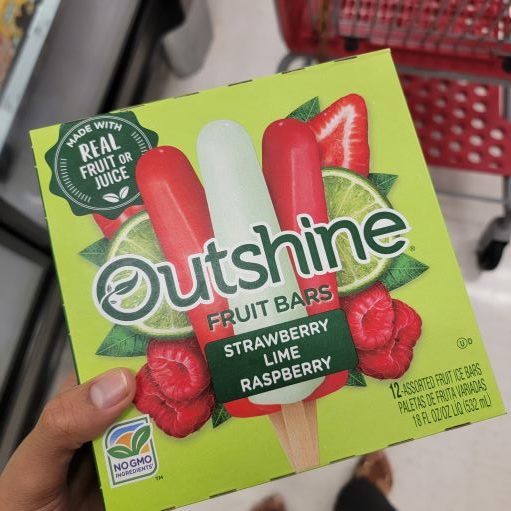 MADE WITH
REAL
FRUIT OR
JUICE
Outshine®
FRUIT BARS
STRAWBERRY
LIME
RASPBERRY
U D
12 ASSORTED FRUIT ICE BARS
PALETAS DE FRUTA VARIADAS
18 FL OZ/OZ LIQ (532 mL)
NO GMO
INGREDIENTS
TM